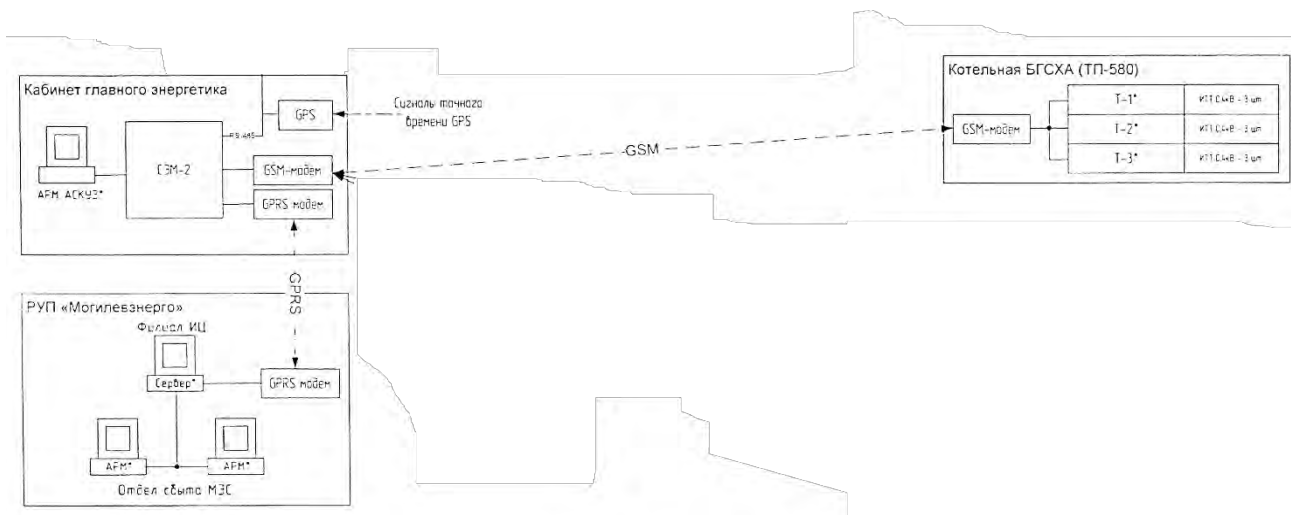 Кабинет главного энергетика
GPS
Сигналы точного
времени GPS
RS-485
СЭМ-2
GSM-модем
GPRS модем
АРМ АСКУЭ*
GSM
Котельная БГСХА (ТП-580)
GSM-модем
Т-1*
Т-2*
Т-3*
GPRS
РУП «Могилевэнерго»
Филиал ИЦ
Сервер*
GPRS модем
АРМ*
АРМ*
Отдел сбыта МЭС